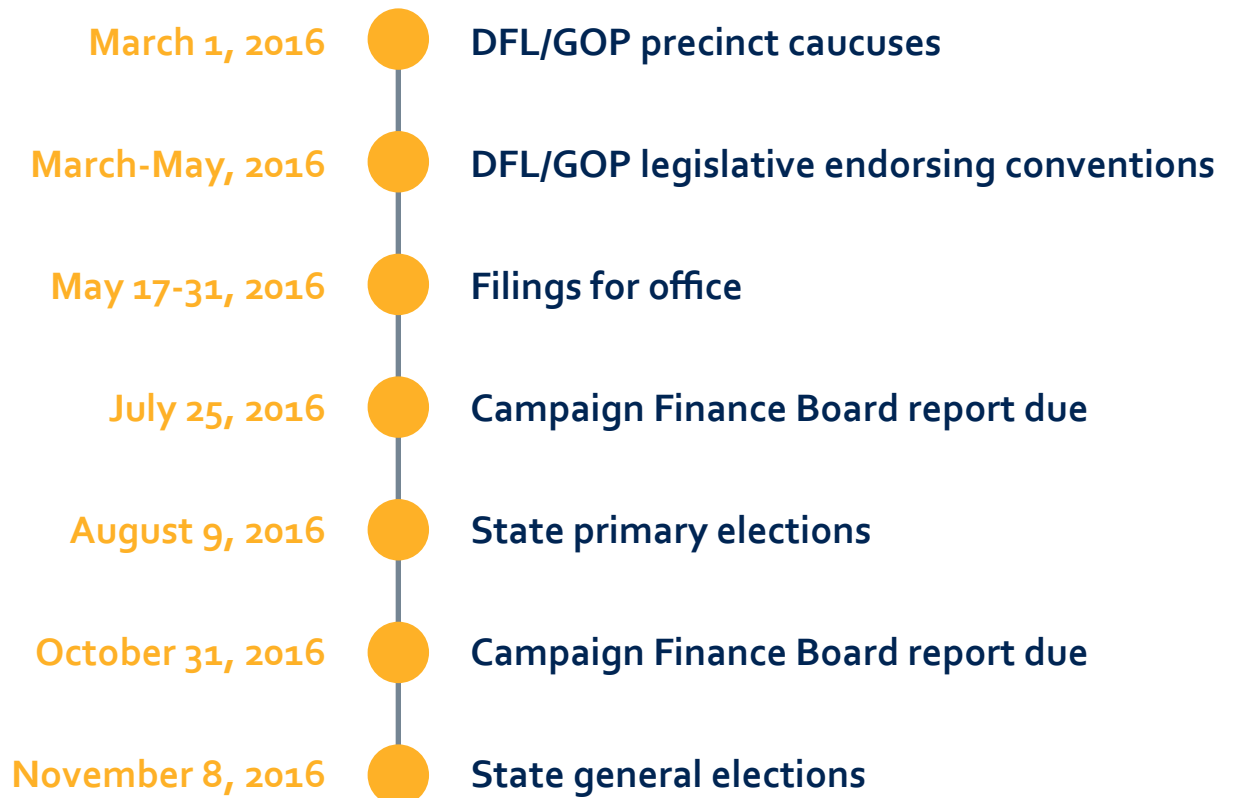 March 1, 2016 DFL/GOP precinct caucuses
March-May, 2016 DFL/GOP legislative endorsing conventions
May 17-31, 2016 Filings for office
July 25, 2016 Campaign Finance Board report due
August 9, 2016 State primary elections
October 31, 2016 Campaign Finance Board report due
November 8, 2016 State general elections